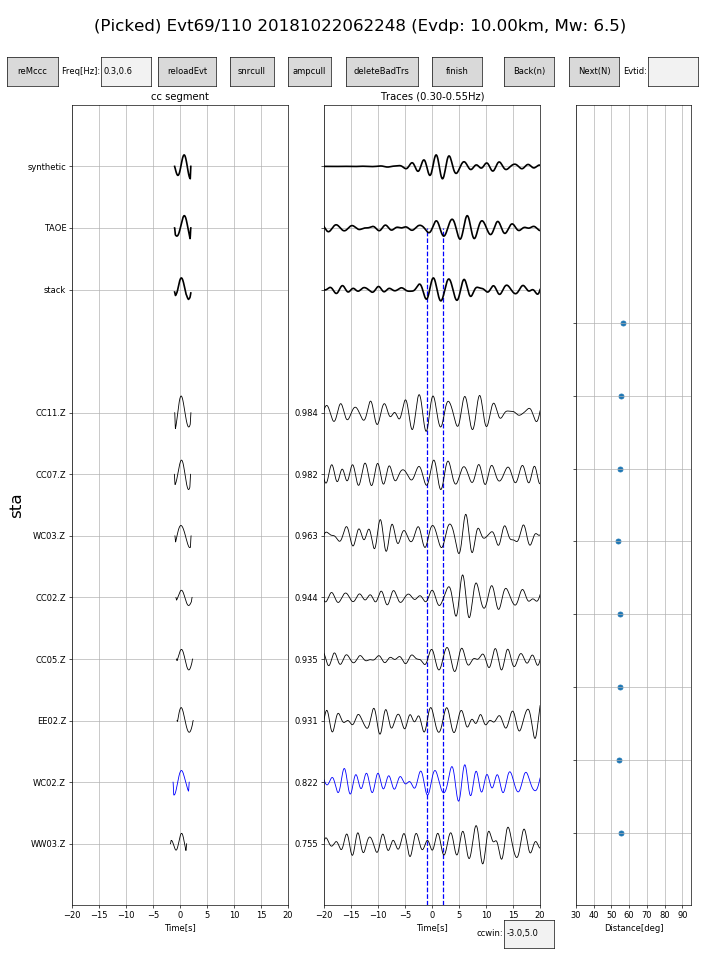 (Picked) Evt69/110 20181022062248 (Evdp: 10.00km, Mw: 6.5)
reMccc Freq[Hz]: 0.3,0.6 reloadEvt snrcull ampcull deleteBadTrs finish Back(n) Next(N) Evtid:
cc segment Traces (0.30-0.55Hz)
synthetic
TAOE
stack
CC11.Z 0.984
CC07.Z 0.982
WC03.Z 0.963
CC02.Z 0.944
CC05.Z 0.935
EE02.Z 0.931
WC02.Z 0.822
WW03.Z 0.755
sta
−20 −15 −10 −5 0 5 10 15 20 −20 −15 −10 −5 0 5 10 15 20 30 40 50 60 70 80 90
Time[s] Time[s] Distance[deg]
ccwin: -3.0,5.0